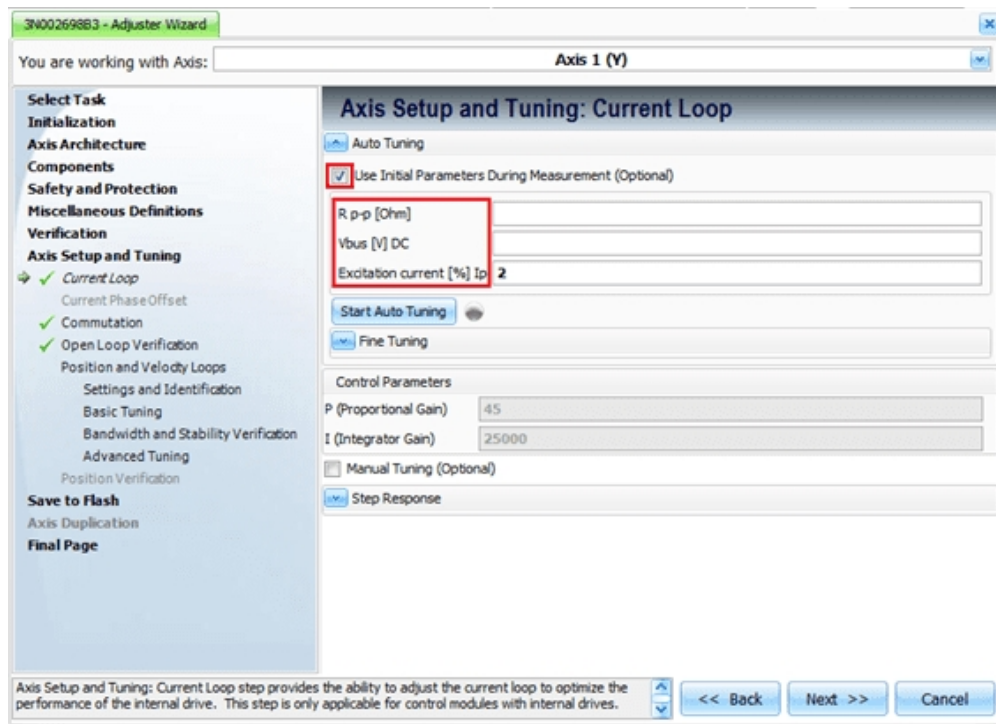 3N002698B3 - Adjuster Wizard
You are working with Axis: Axis 1 (Y)
Select Task
Initialization
Axis Architecture
Components
Safety and Protection
Miscellaneous Definitions
Verification
Axis Setup and Tuning
Current Loop
Current Phase Offset
Commutation
Open Loop Verification
Position and Velocity Loops
Settings and Identification
Basic Tuning
Bandwidth and Stability Verification
Advanced Tuning
Position Verification
Save to Flash
Axis Duplication
Final Page
Axis Setup and Tuning: Current Loop
Auto Tuning
Use Initial Parameters During Measurement (Optional)
R p-p [Ohm]
Vbus [V] DC
Excitation current [%] Ip 2
Start Auto Tuning
Fine Tuning
Control Parameters
P (Proportional Gain) 45
I (Integrator Gain) 25000
Manual Tuning (Optional)
Step Response
Axis Setup and Tuning: Current Loop step provides the ability to adjust the current loop to optimize the
performance of the internal drive. This step is only applicable for control modules with internal drives.
<< Back Next >> Cancel